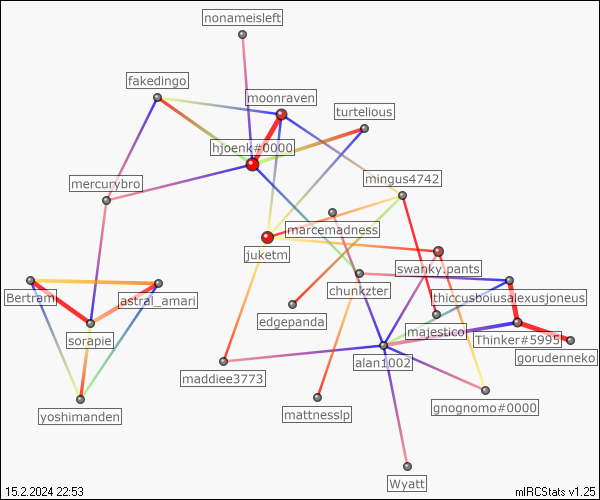 nonameisleft
fakedingo
moonraven
turtelious
hjoenk#0000
mercurybro
mingus4742
marcemadness
juketm
swanky.pants
chunkzter
thiccusboiusalexusjoneus
Bertram
astral_amari
edgepanda
majestico
sorapie
Thinker#5995
gorudenneko
alan1002
maddiee3773
mattnesslp
gnognomo#0000
yoshimanden
Wyatt
15.2.2024 22:53
mIRCStats v1.25